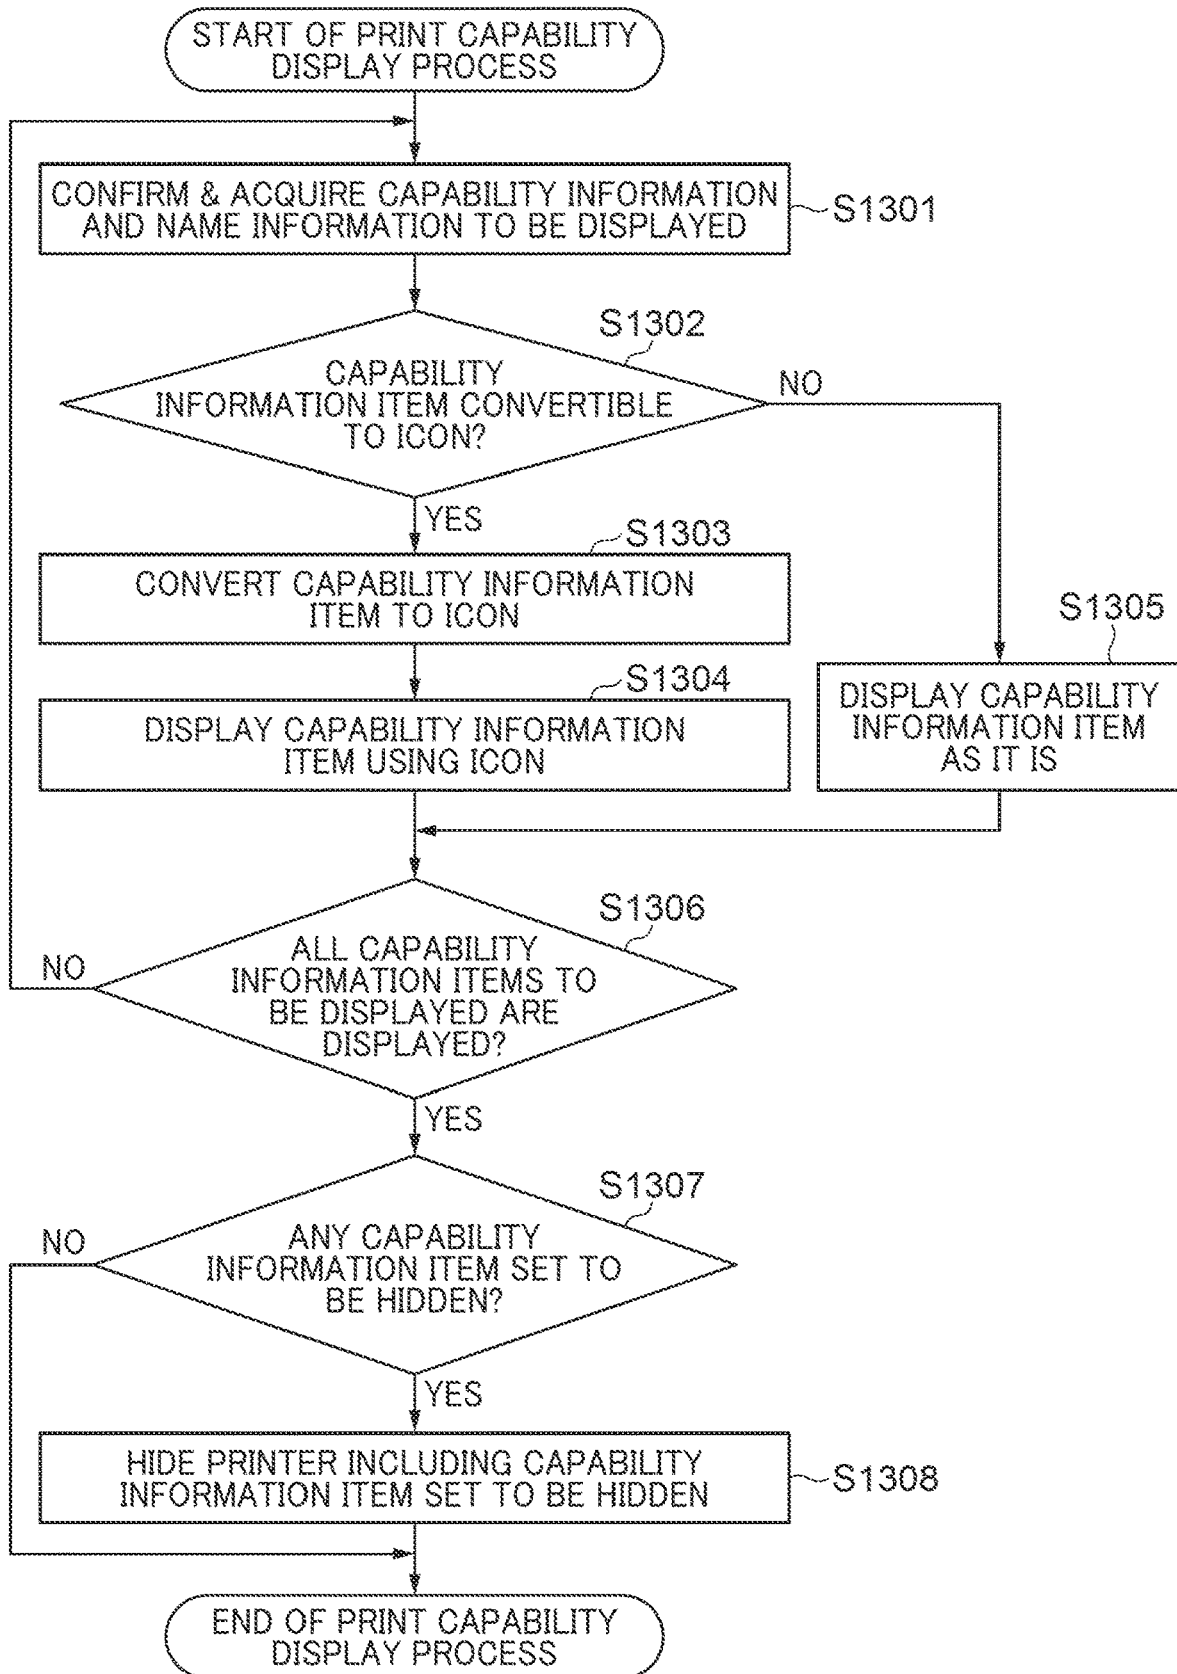 START OF PRINT CAPABILITY
DISPLAY PROCESS
CONFIRM & ACQUIRE CAPABILITY INFORMATION
AND NAME INFORMATION TO BE DISPLAYED
S1301
S1302
CAPABILITY
INFORMATION ITEM CONVERTIBLE
TO ICON?
NO
YES
S1303
CONVERT CAPABILITY INFORMATION
ITEM TO ICON
S1304
DISPLAY CAPABILITY INFORMATION
ITEM USING ICON
S1305
DISPLAY CAPABILITY
INFORMATION ITEM
AS IT IS
S1306
ALL CAPABILITY
INFORMATION ITEMS TO
BE DISPLAYED ARE
DISPLAYED?
NO
YES
S1307
ANY CAPABILITY
INFORMATION ITEM SET TO
BE HIDDEN?
NO
YES
HIDE PRINTER INCLUDING CAPABILITY
INFORMATION ITEM SET TO BE HIDDEN
S1308
END OF PRINT CAPABILITY
DISPLAY PROCESS